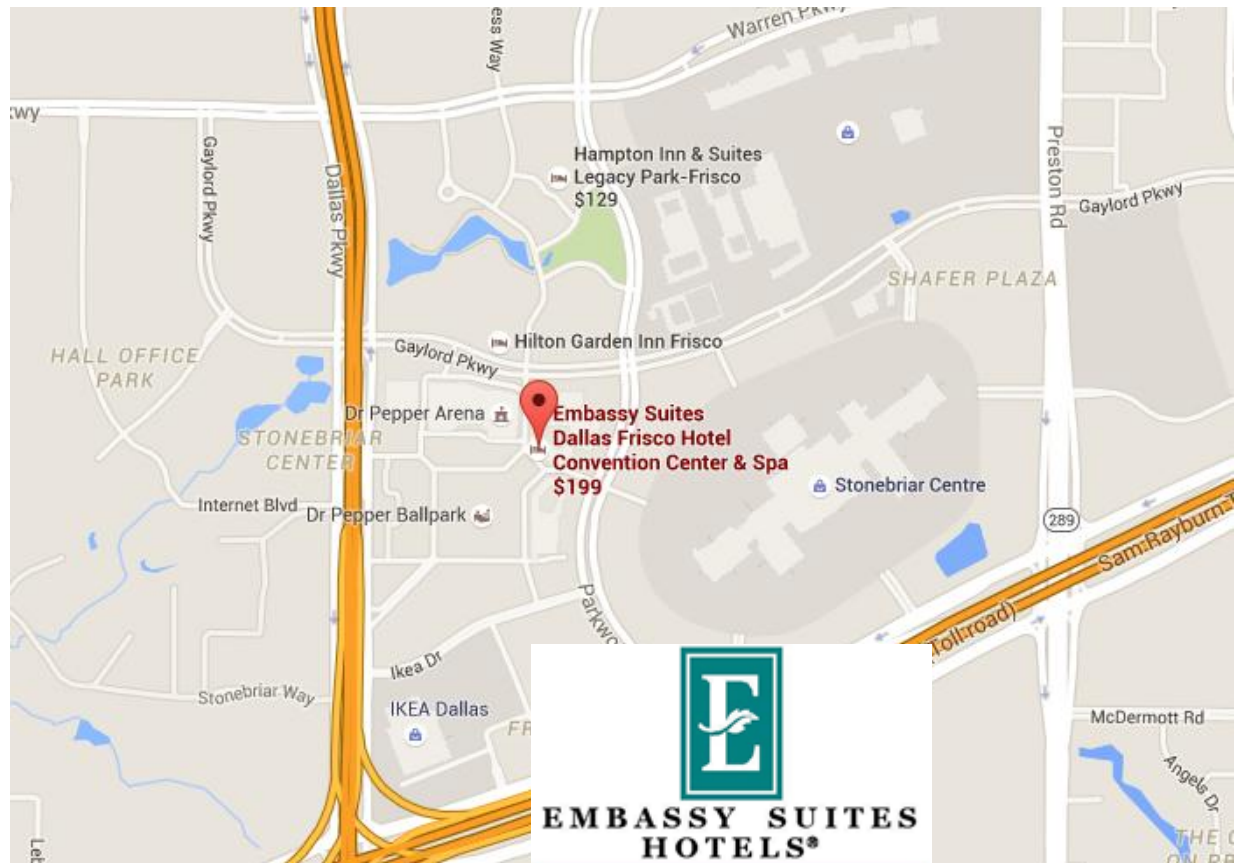 Warren Pkwy
ess Way
kwy
Gaylord Pkwy
Dallas Pkwy
Hampton Inn & Suites
Legacy Park-Frisco
$129
Preston Rd
Gaylord Pkwy
SHAFER PLAZA
HALL OFFICE
PARK
Hilton Garden Inn Frisco
Gaylord Pkwy
Dr Pepper Arena
Embassy Suites
Dallas Frisco Hotel
Convention Center & Spa
$199
STONEBRIAR
CENTER
Stonebriar Centre
Internet Blvd
Dr Pepper Ballpark
289
Sam Rayburn T
(Toll road)
Parkwo
Ikea Dr
Stonebriar Way
IKEA Dallas
FR
McDermott Rd
Angels Dr
Leb
THE C
ON PR
E
EMBASSY SUITES
HOTELS®